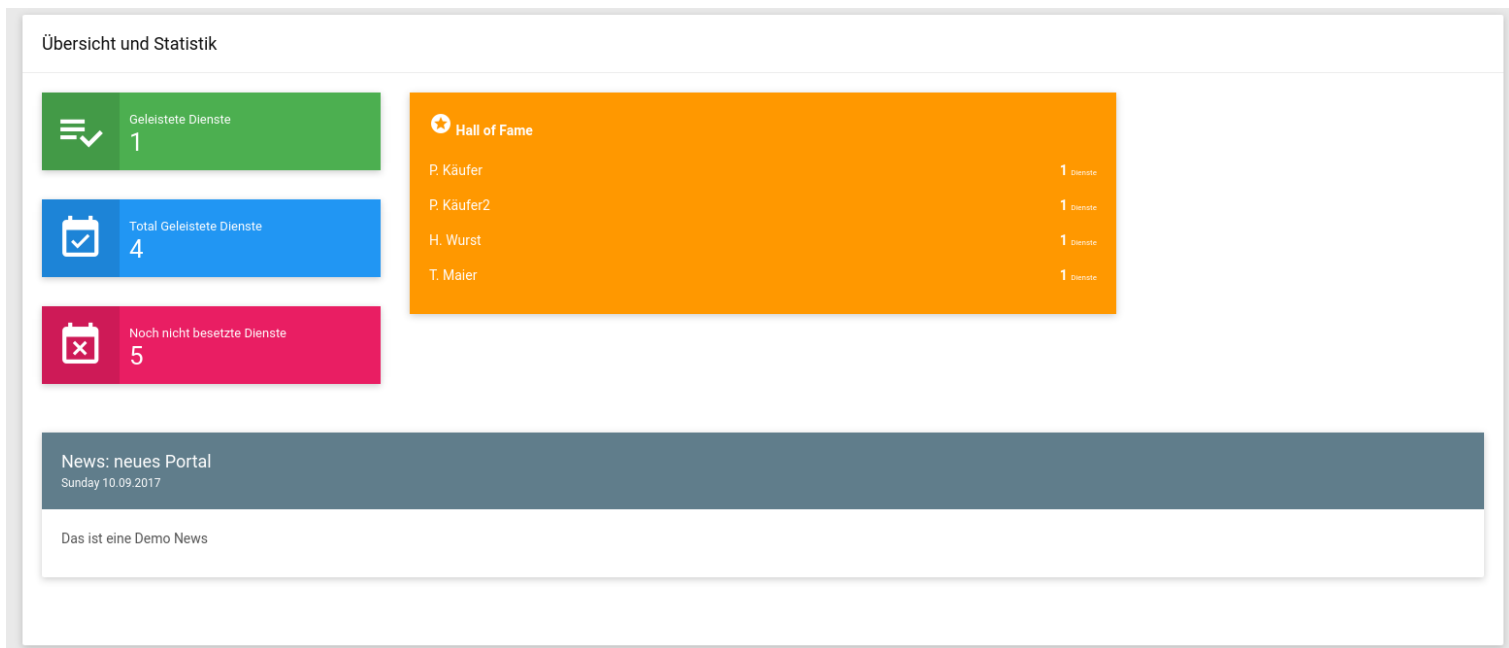 Übersicht und Statistik
Geleistete Dienste
1
Total Geleistete Dienste
4
Noch nicht besetzte Dienste
5
Hall of Fame
P. Käufer 1 Dienste
P. Käufer2 1 Dienste
H. Wurst 1 Dienste
T. Maier 1 Dienste
News: neues Portal
Sunday 10.09.2017
Das ist eine Demo News